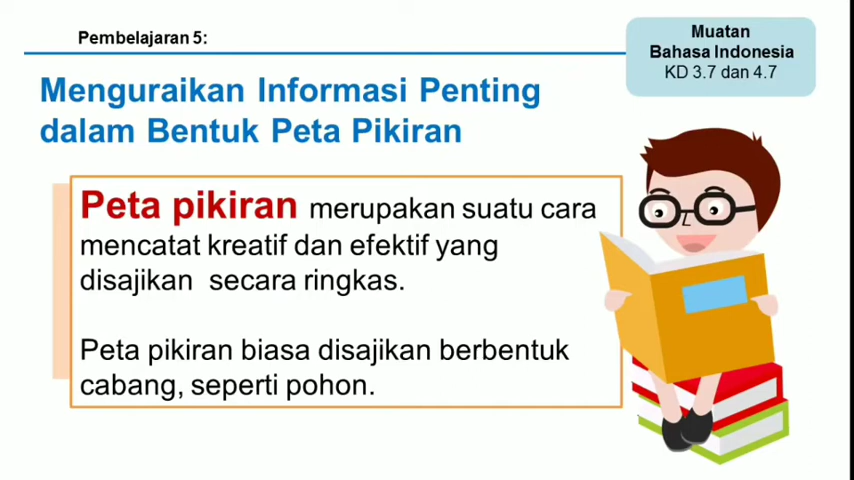 Pembelajaran 5:
Muatan
Bahasa Indonesia
KD 3.7 dan 4.7
Menguraikan Informasi Penting
dalam Bentuk Peta Pikiran
Peta pikiran merupakan suatu cara
mencatat kreatif dan efektif yang
disajikan secara ringkas.
Peta pikiran biasa disajikan berbentuk
cabang, seperti pohon.